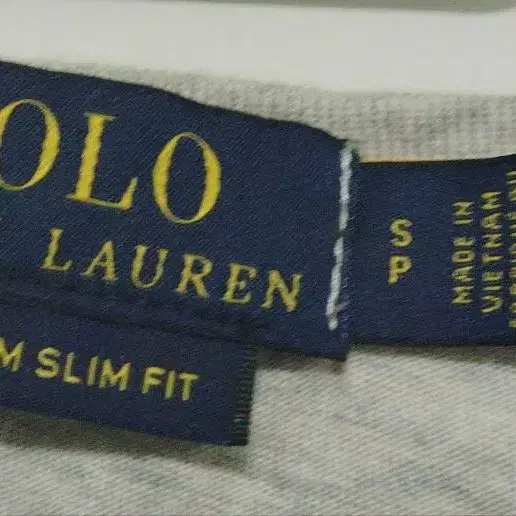 OLO
LAUREN
M SLIM FIT
S
P
MADE IN
VIETNAM